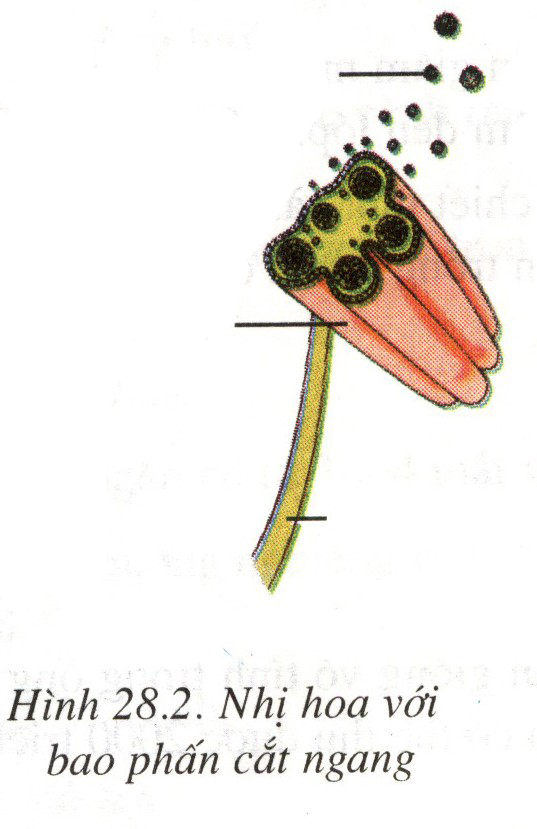 Hình 28.2. Nhị hoa với
bao phấn cắt ngang